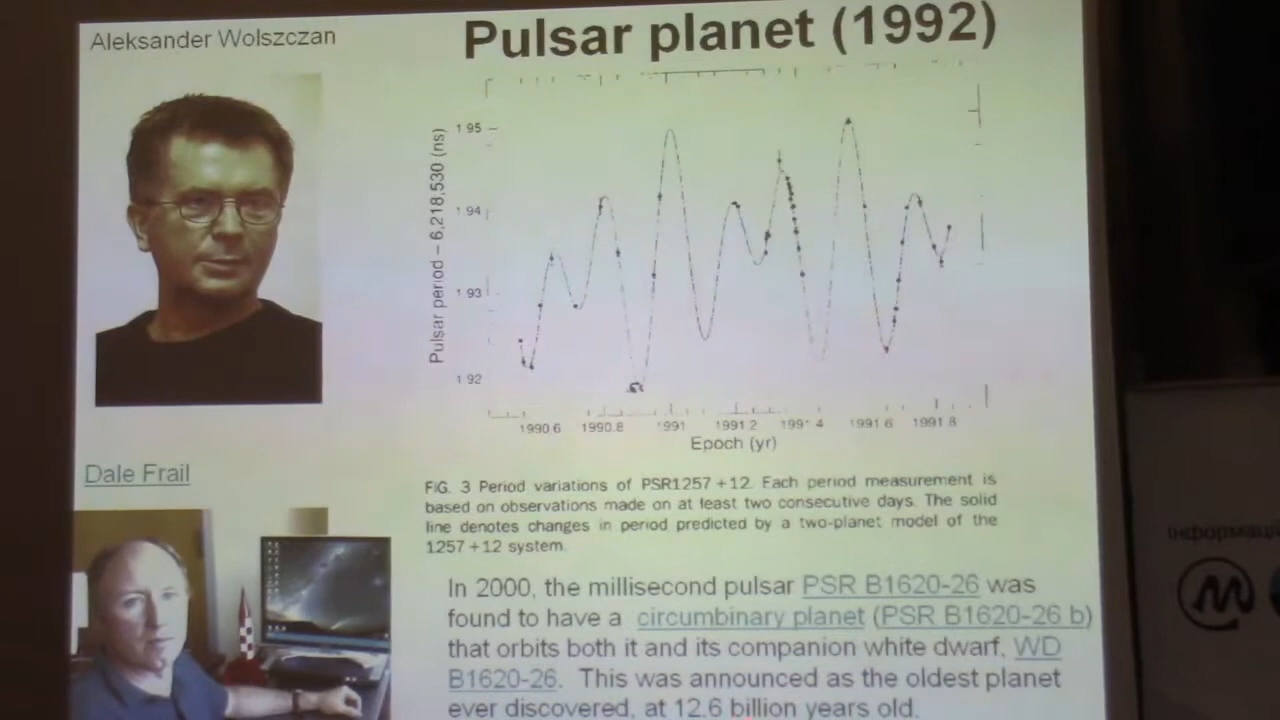 Aleksander Wolszczan
Pulsar planet (1992)
Pulsar period – 6,218,530 (ns)
1.95
1.94
1.93
1.92
1990.6 1990.8 1991 1991.2 1991.4 1991.6 1991.8
Epoch (yr)
FIG. 3 Period variations of PSR1257 +12. Each period measurement is
based on observations made on at least two consecutive days. The solid
line denotes changes in period predicted by a two-planet model of the
1257 +12 system.
Dale Frail
In 2000, the millisecond pulsar PSR B1620-26 was
found to have a circumbinary planet (PSR B1620-26 b)
that orbits both it and its companion white dwarf, WD
B1620-26. This was announced as the oldest planet
ever discovered, at 12.6 billion years old.